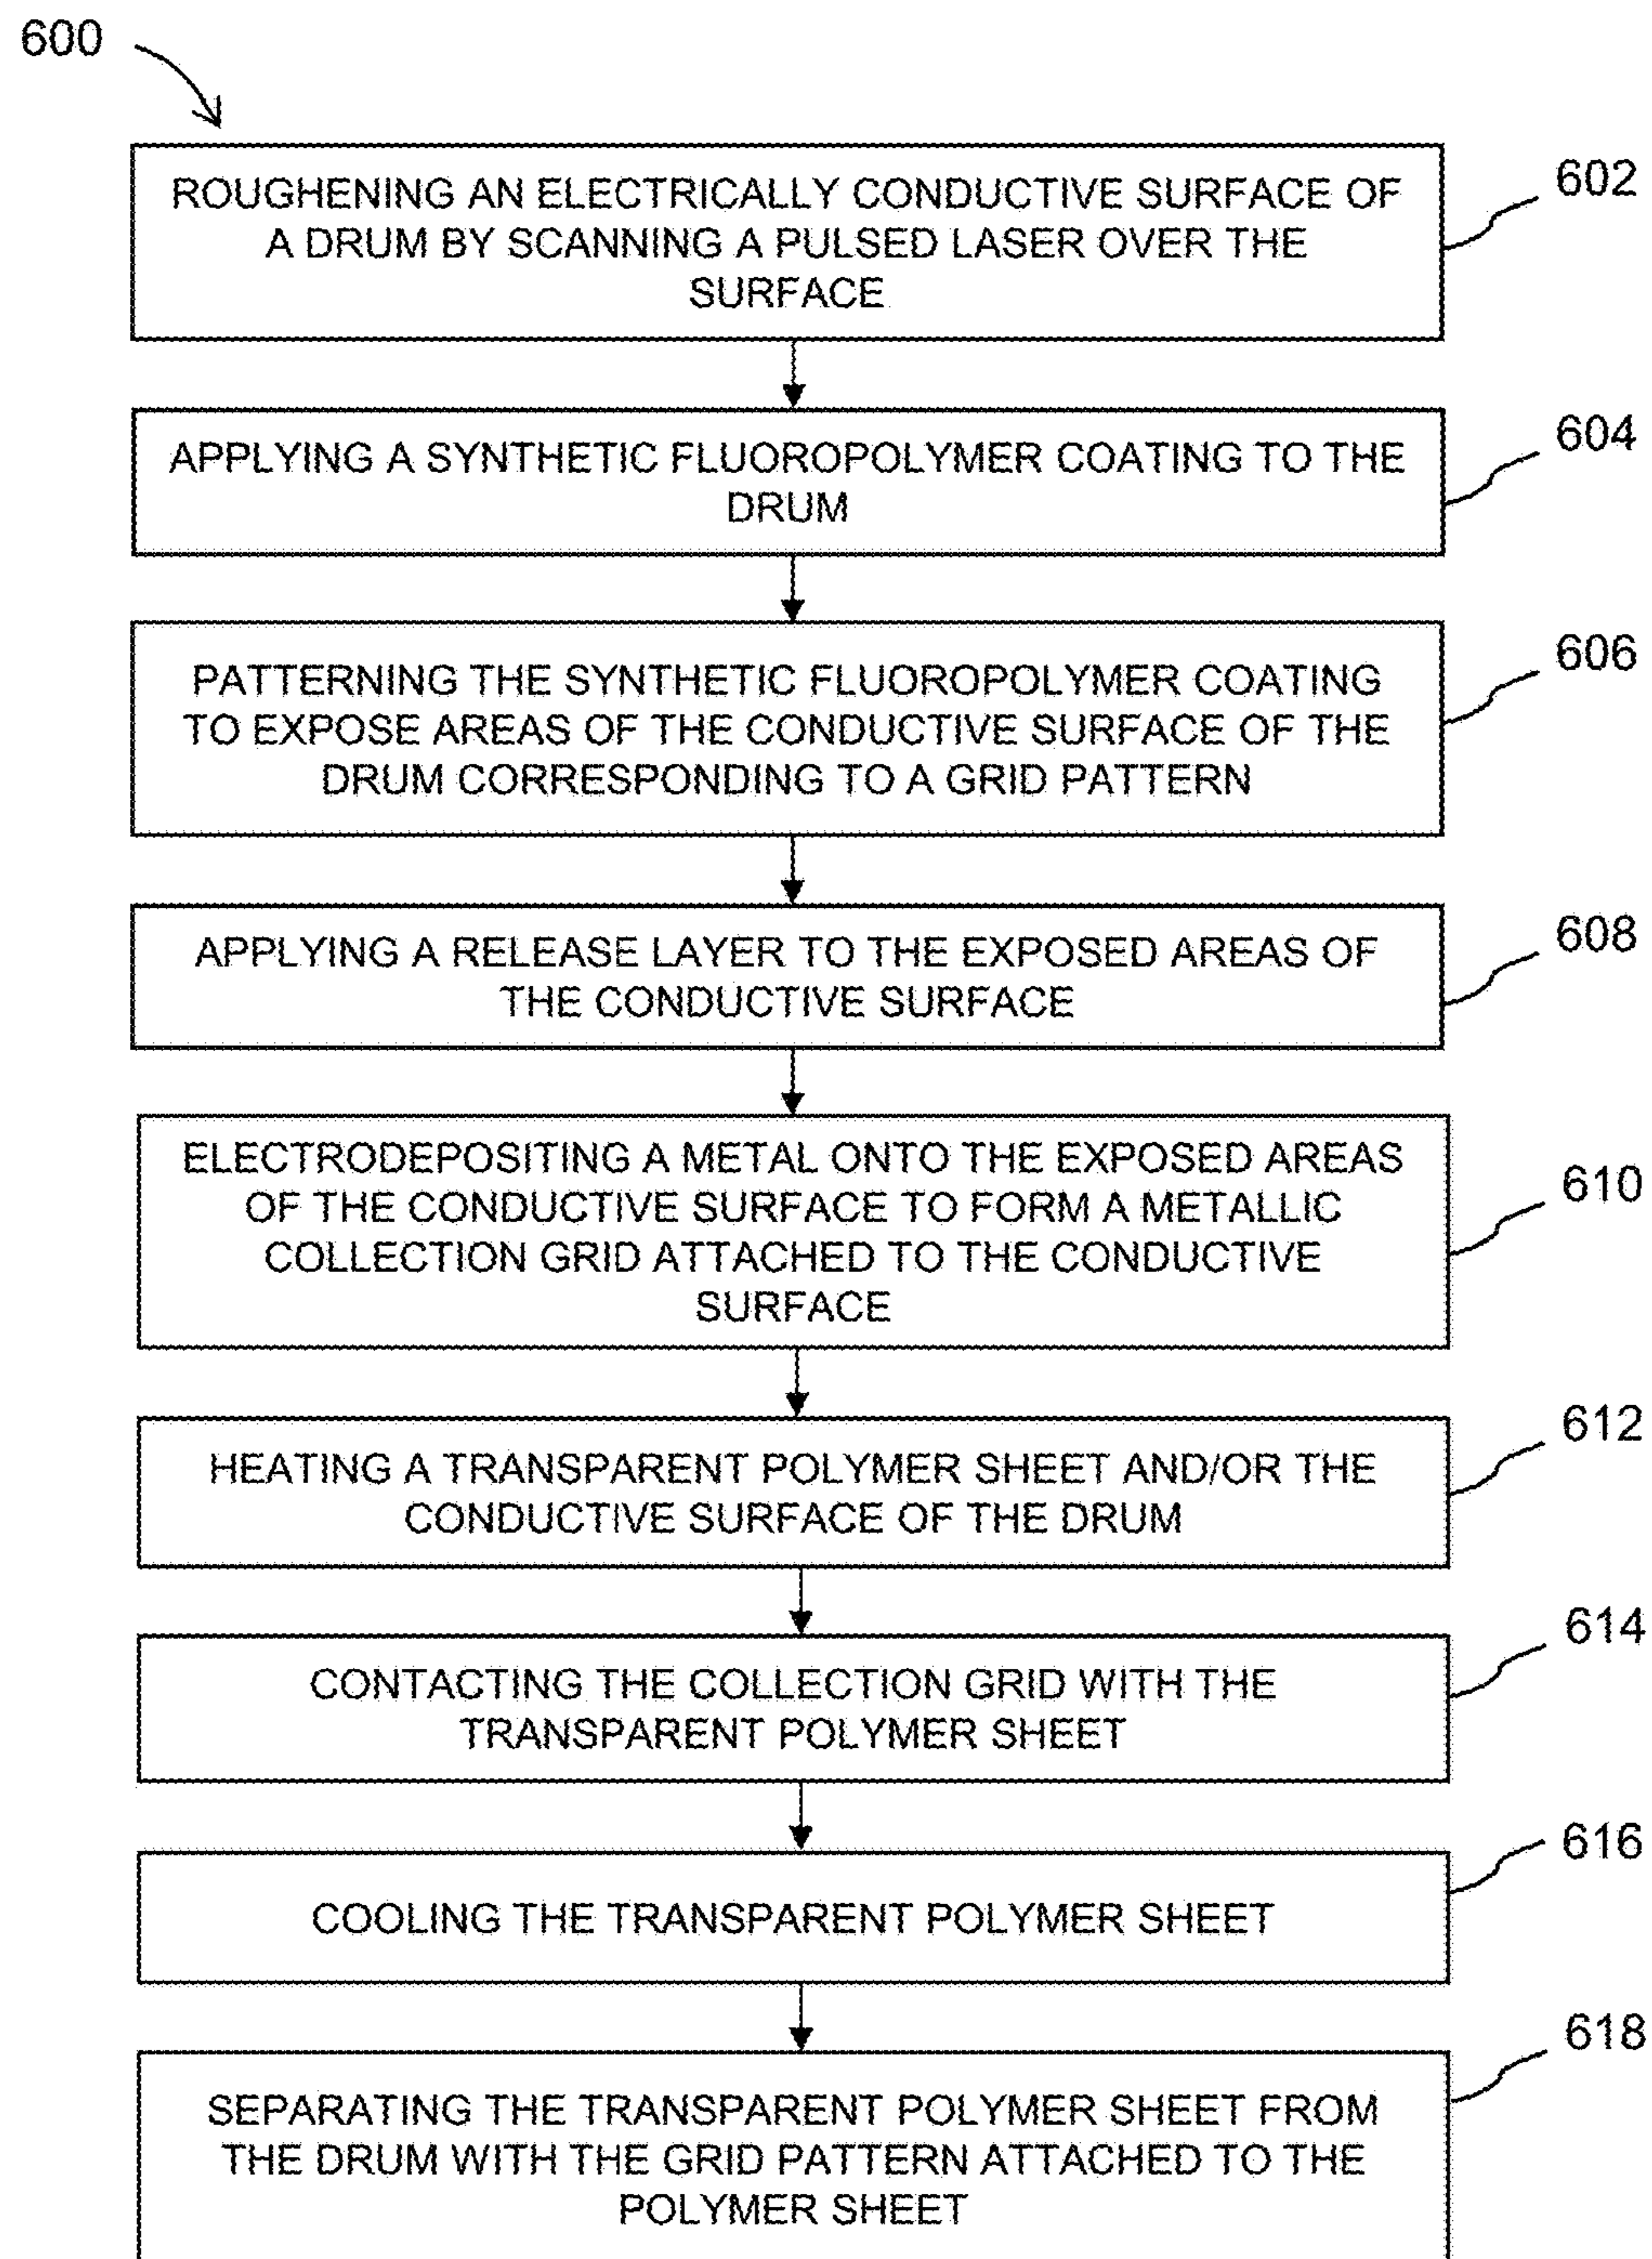 600
ROUGHENING AN ELECTRICALLY CONDUCTIVE SURFACE OF
A DRUM BY SCANNING A PULSED LASER OVER THE
SURFACE
602
APPLYING A SYNTHETIC FLUOROPOLYMER COATING TO THE
DRUM
604
PATTERNING THE SYNTHETIC FLUOROPOLYMER COATING
TO EXPOSE AREAS OF THE CONDUCTIVE SURFACE OF THE
DRUM CORRESPONDING TO A GRID PATTERN
606
APPLYING A RELEASE LAYER TO THE EXPOSED AREAS OF
THE CONDUCTIVE SURFACE
608
ELECTRODEPOSITING A METAL ONTO THE EXPOSED AREAS
OF THE CONDUCTIVE SURFACE TO FORM A METALLIC
COLLECTION GRID ATTACHED TO THE CONDUCTIVE
SURFACE
610
HEATING A TRANSPARENT POLYMER SHEET AND/OR THE
CONDUCTIVE SURFACE OF THE DRUM
612
CONTACTING THE COLLECTION GRID WITH THE
TRANSPARENT POLYMER SHEET
614
COOLING THE TRANSPARENT POLYMER SHEET
616
SEPARATING THE TRANSPARENT POLYMER SHEET FROM
THE DRUM WITH THE GRID PATTERN ATTACHED TO THE
POLYMER SHEET
618